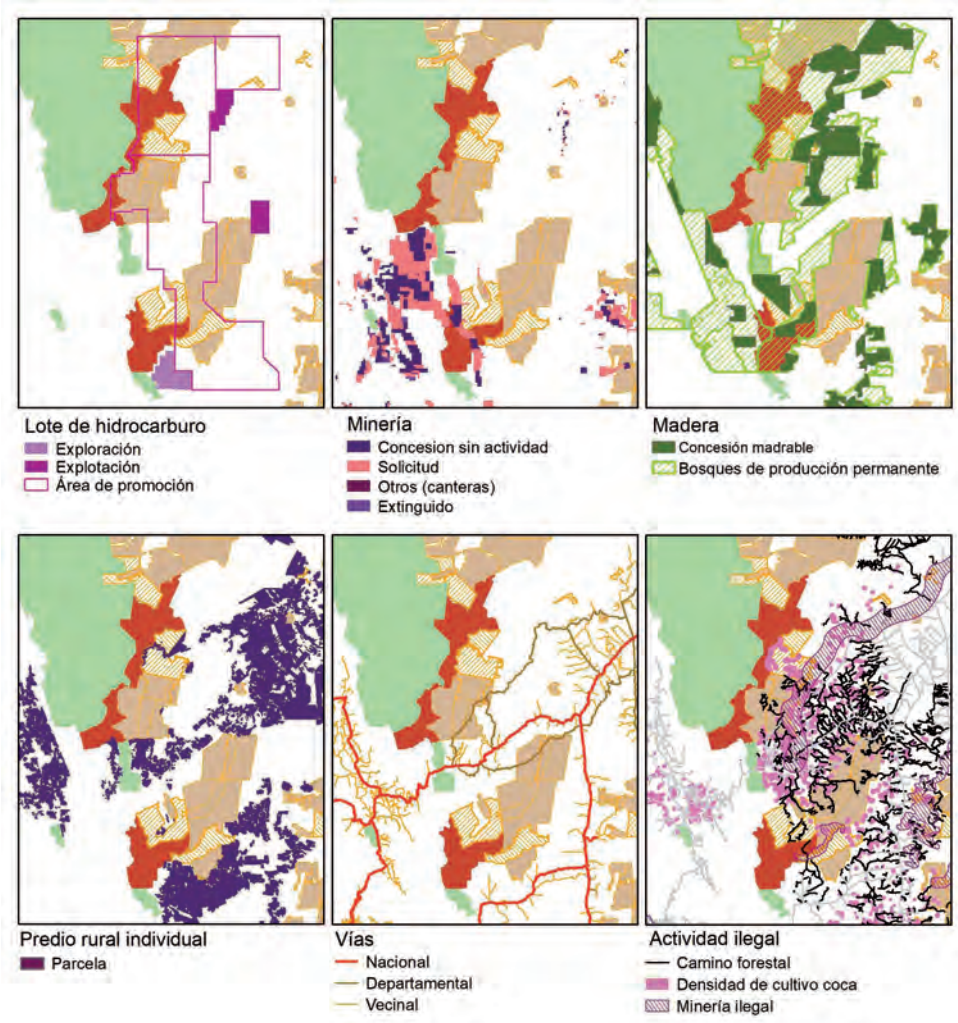 Lote de hidrocarburo
Exploración
Explotación
Área de promoción
Minería
Concesion sin actividad
Solicitud
Otros (canteras)
Extinguido
Madera
Concesión madrable
Bosques de producción permanente
Predio rural individual
Parcela
Vías
Nacional
Departamental
Vecinal
Actividad ilegal
Camino forestal
Densidad de cultivo coca
Minería ilegal